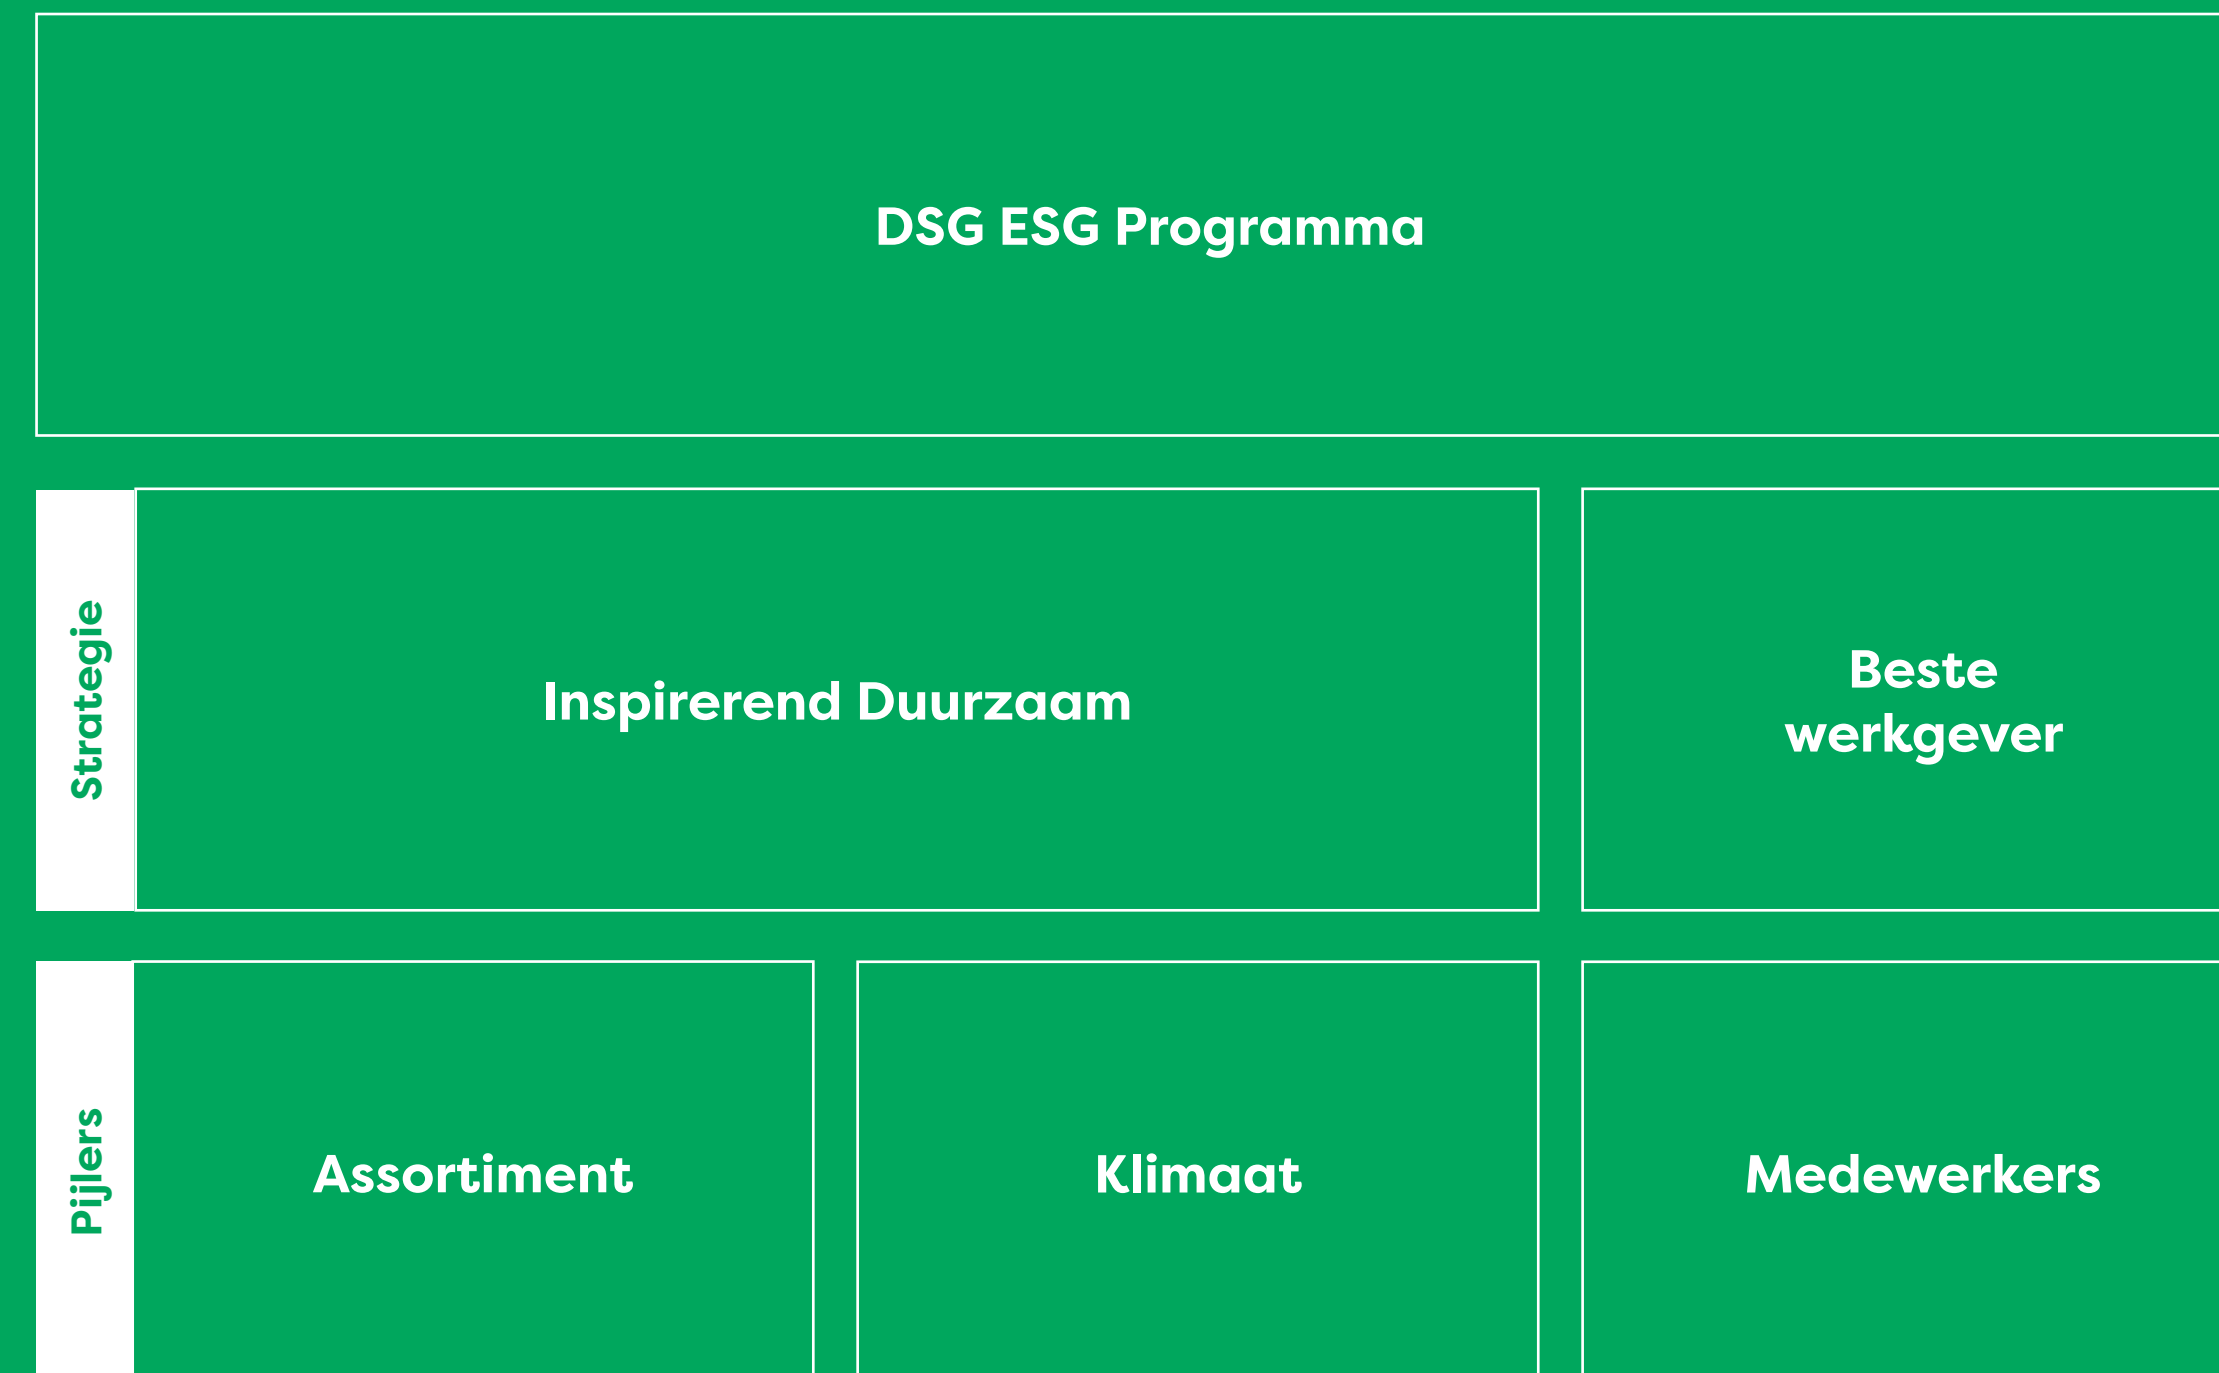 DSG ESG Programma
Strategie
Inspirerend Duurzaam
Beste
werkgever
Pijlers
Assortiment
Klimaat
Medewerkers